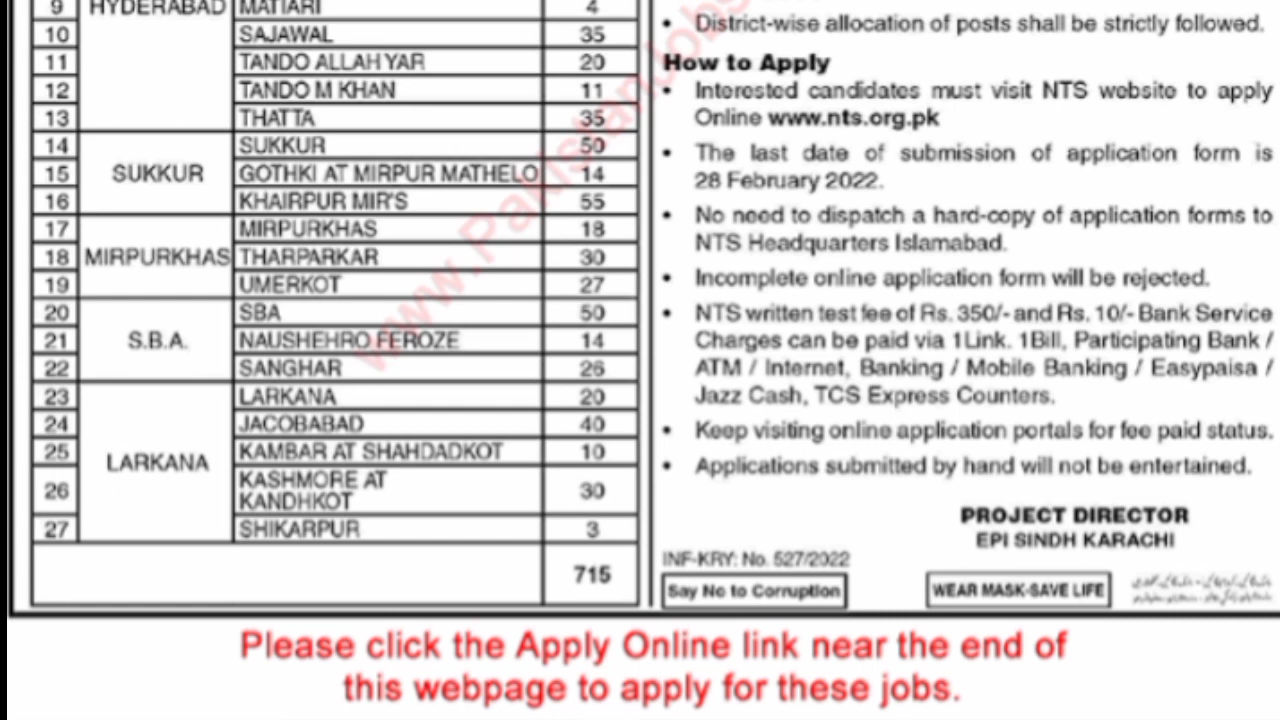 9 HYDERABAD MATIARI 4
10 SAJAWAL 35
11 TANDO ALLAH YAR 20
12 TANDO M KHAN 11
13 THATTA 35
14 SUKKUR 50
15 SUKKUR GOTHKI AT MIRPUR MATHELO 14
16 KHAIRPUR MIR'S 55
17 MIRPURKHAS 18
18 MIRPURKHAS THARPARKAR 30
19 UMERKOT 27
20 SBA 50
21 S.B.A. NAUSHEHRO FEROZE 14
22 SANGHAR 26
23 LARKANA 20
24 JACOBABAD 40
25 KAMBAR AT SHAHDADKOT 10
LARKANA
26 KASHMORE AT 30
KANDHKOT
27 SHIKARPUR 3
715
• District-wise allocation of posts shall be strictly followed.
How to Apply
• Interested candidates must visit NTS website to apply
Online www.nts.org.pk
• The last date of submission of application form is
28 February 2022.
• No need to dispatch a hard-copy of application forms to
NTS Headquarters Islamabad.
• Incomplete online application form will be rejected.
• NTS written test fee of Rs. 350/- and Rs. 10/- Bank Service
Charges can be paid via 1Link. 1Bill, Participating Bank /
ATM / Internet, Banking / Mobile Banking / Easypaisa /
Jazz Cash, TCS Express Counters.
• Keep visiting online application portals for fee paid status.
• Applications submitted by hand will not be entertained.
PROJECT DIRECTOR
EPI SINDH KARACHI
INF-KRY: No. 527/2022
Say No to Corruption
WEAR MASK-SAVE LIFE
www.PakistanJobs
Please click the Apply Online link near the end of
this webpage to apply for these jobs.